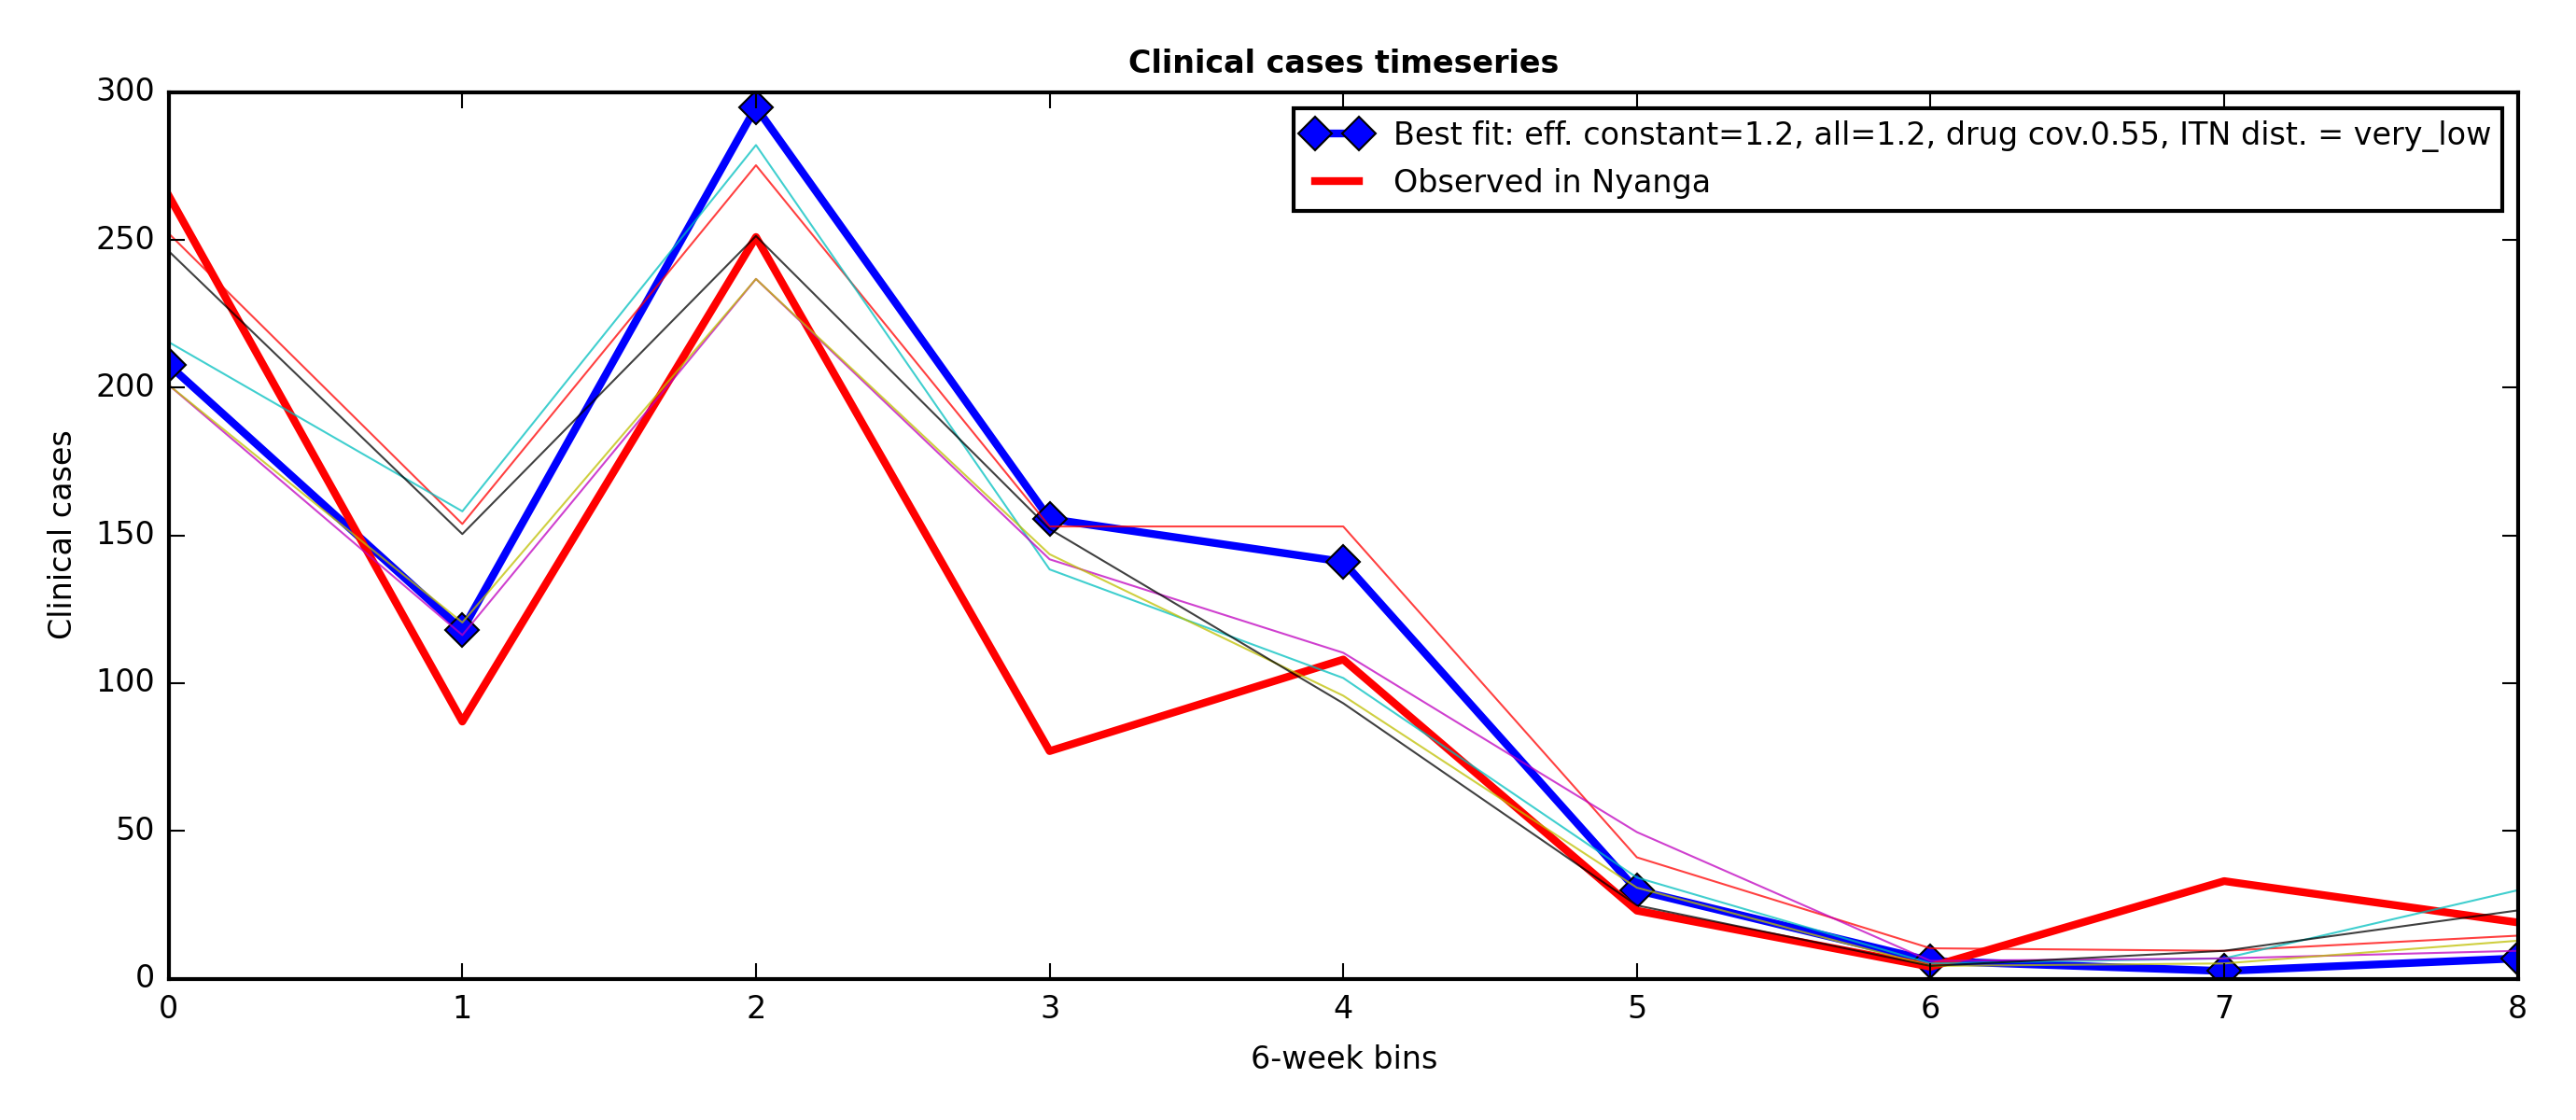 Clinical cases timeseries
Best fit: eff. constant=1.2, all=1.2, drug cov.0.55, ITN dist. = very_low
Observed in Nyanga
Clinical cases
300
250
200
150
100
50
0
0 1 2 3 4 5 6 7 8
6-week bins